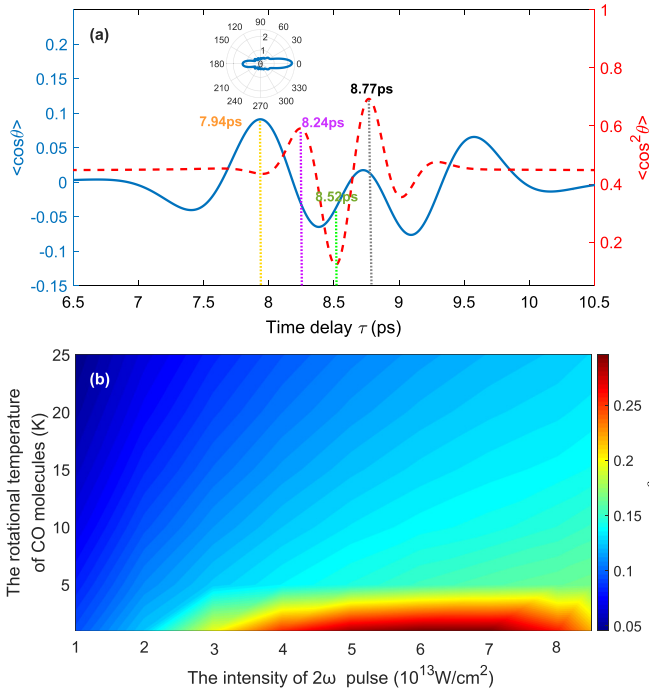 (a)
90
120 60
150 2 30
1
180 0 0
210 330
240 300
270
8.77ps
7.94ps 8.24ps
8.52ps
0.2
0.15
0.1
0.05
0
-0.05
-0.1
-0.15
<cosθ>
1
0.8
0.6
0.4
0.2
<cos²θ>
6.5 7 7.5 8 8.5 9 9.5 10 10.5
Time delay τ (ps)
(b)
25
20
15
10
5
The rotational temperature
of CO molecules (K)
1 2 3 4 5 6 7 8
The intensity of 2ω pulse (10¹³W/cm²)
0.25
0.2
0.15
0.1
0.05